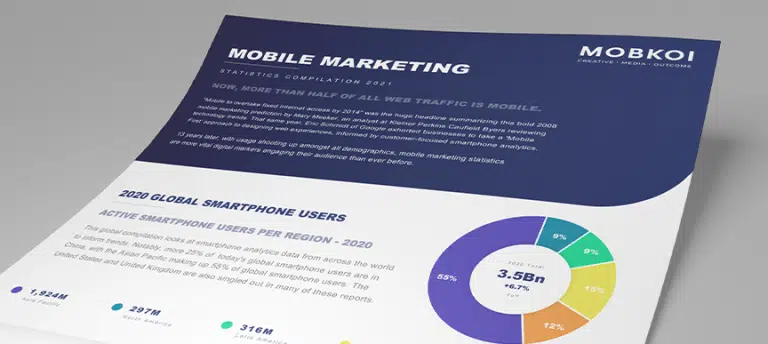 MOBKOI
CREATIVE • MEDIA • OUTCOME
MOBILE MARKETING
STATISTICS COMPILATION 2021
NOW, MORE THAN HALF OF ALL WEB TRAFFIC IS MOBILE.
"Mobile to overtake fixed Internet access by 2014" was the huge headline summarizing this bold 2008
mobile marketing prediction by Mary Meeker, an analyst at Kleiner Perkins Caufield Byers reviewing
technology trends. That same year, Eric Schmidt of Google exhorted businesses to take a 'Mobile
First' approach to designing web experiences, informed by customer-focused smartphone analytics.
13 years later, with usage shooting up amongst all demographics, mobile marketing statistics
are more vital digital marketers engaging their audience than ever before.
2020 GLOBAL SMARTPHONE USERS
ACTIVE SMARTPHONE USERS PER REGION - 2020
This global compilation looks at smartphone analytics data from across the world
to inform trends. Notably, more 25% of today's global smartphone users are in
China, with the Asian Pacific making up 55% of global smartphone users. The
United States and United Kingdom are also singled out in many of these reports.
1,924M
Asia Pacific
297M
North America
316M
Latin America
55%
9%
9%
15%
12%
2020 Total
3.5Bn
+6.7%
YoY